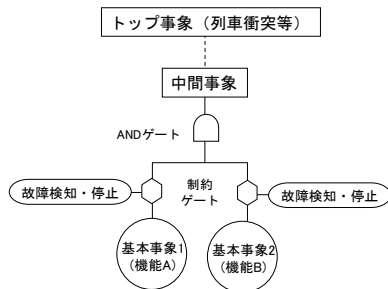 トップ事象（列車衝突等）
中間事象
ANDゲート
制約
ゲート
故障検知・停止
故障検知・停止
基本事象1
(機能A)
基本事象2
(機能B)